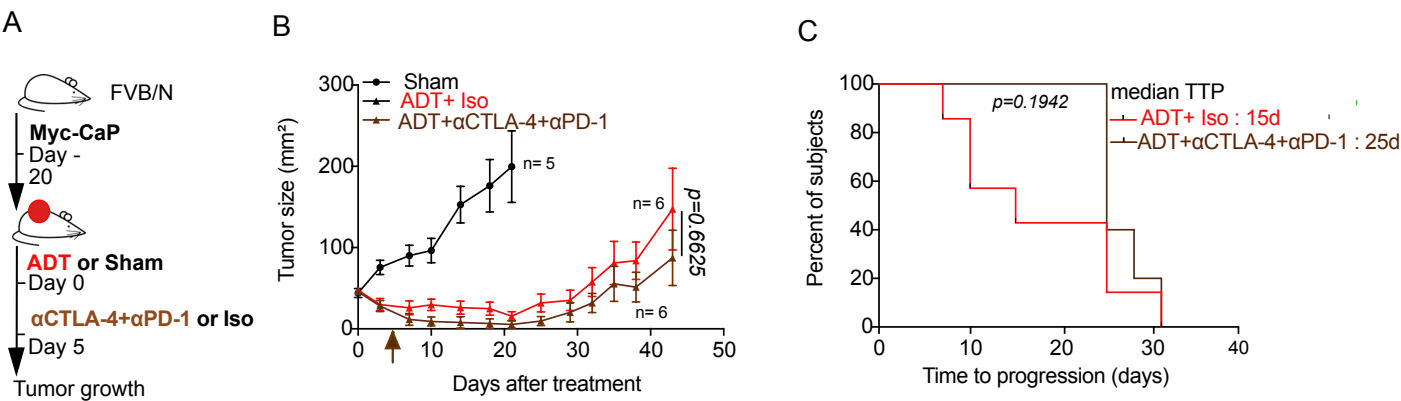 A
FVB/N
Myc-CaP
Day -
20
ADT or Sham
Day 0
αCTLA-4+αPD-1 or Iso
Day 5
Tumor growth
B
Sham
ADT+ Iso
ADT+αCTLA-4+αPD-1
300
200
100
0
Tumor size (mm²)
n= 5
n= 6
p=0.6625
n= 6
0 10 20 30 40 50
Days after treatment
C
100
80
60
40
20
0
Percent of subjects
p=0.1942
median TTP
ADT+ Iso : 15d
ADT+αCTLA-4+αPD-1 : 25d
0 10 20 30 40
Time to progression (days)